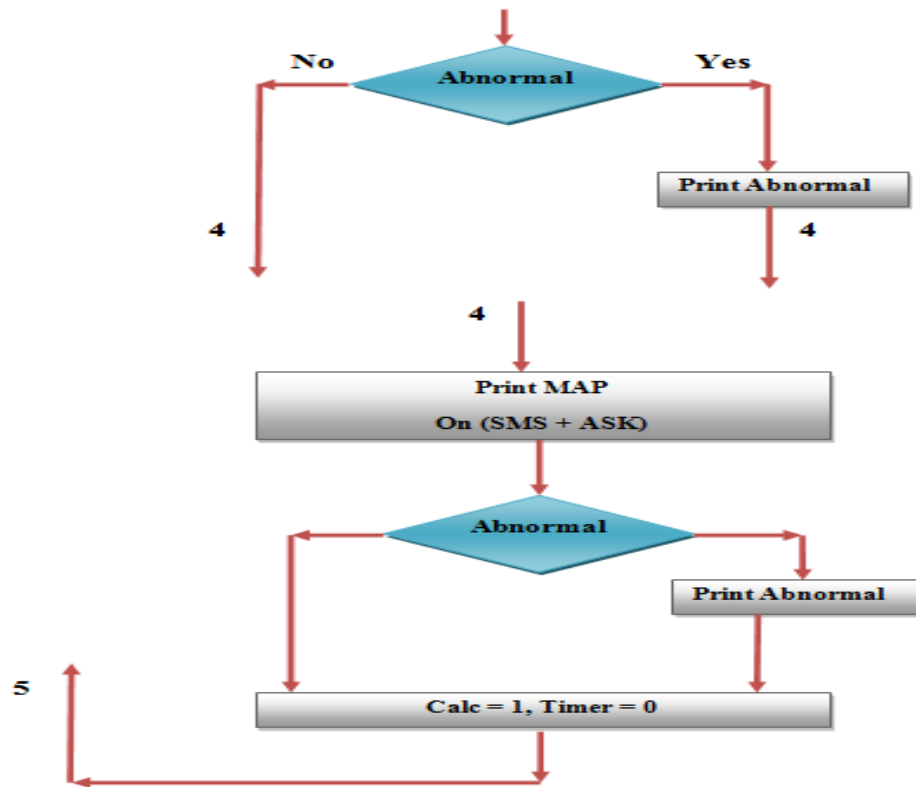 No
Abnormal
Yes
Print Abnormal
4
4
4
Print MAP
On (SMS + ASK)
Abnormal
Print Abnormal
5
Calc = 1, Timer = 0